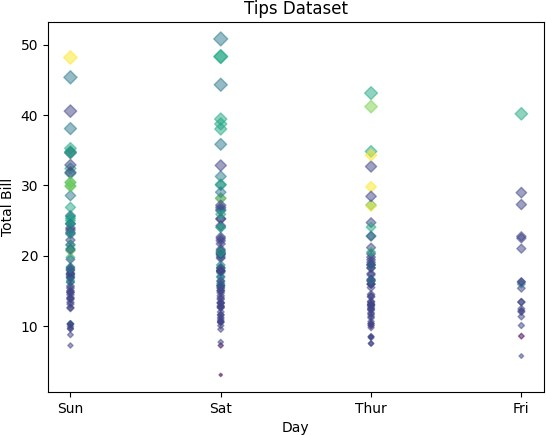 Tips Dataset
50
40
30
20
10
Total Bill
Sun Sat Thur Fri
Day